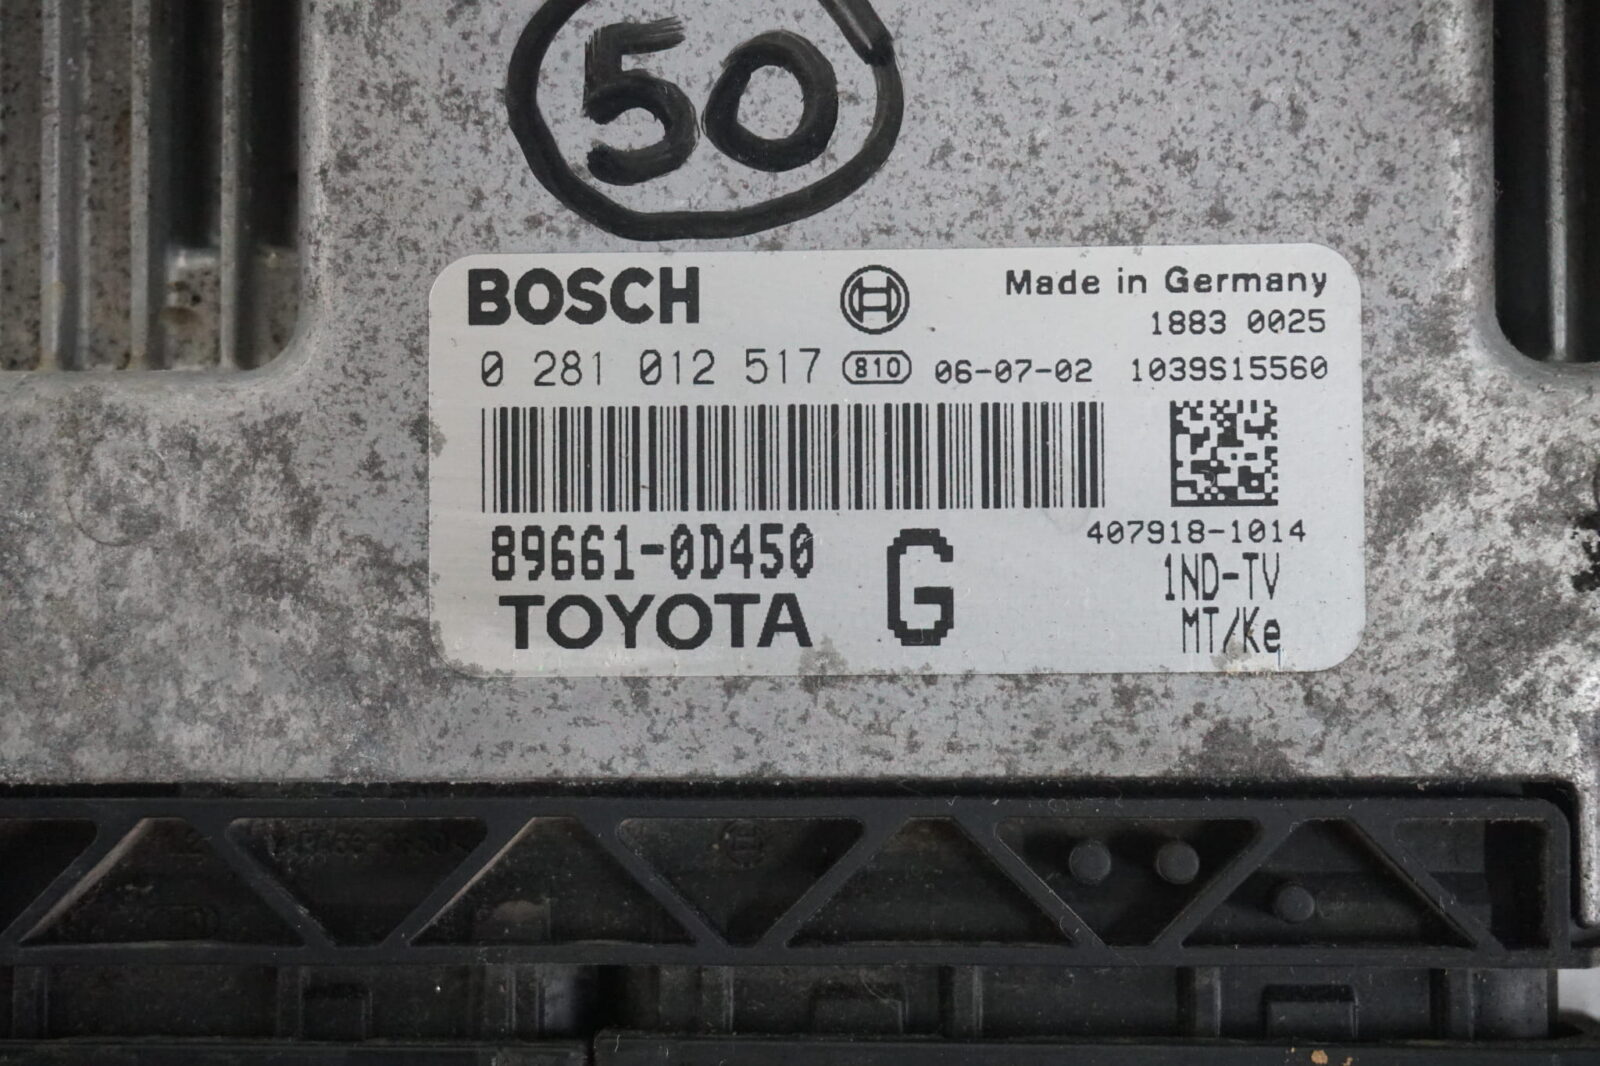 50
BOSCH Made in Germany
1883 0025
0 281 012 517 810 06-07-02 1039S15560
89661-0D450 G 407918-1014
TOYOTA 1ND-TV
MT/Ke